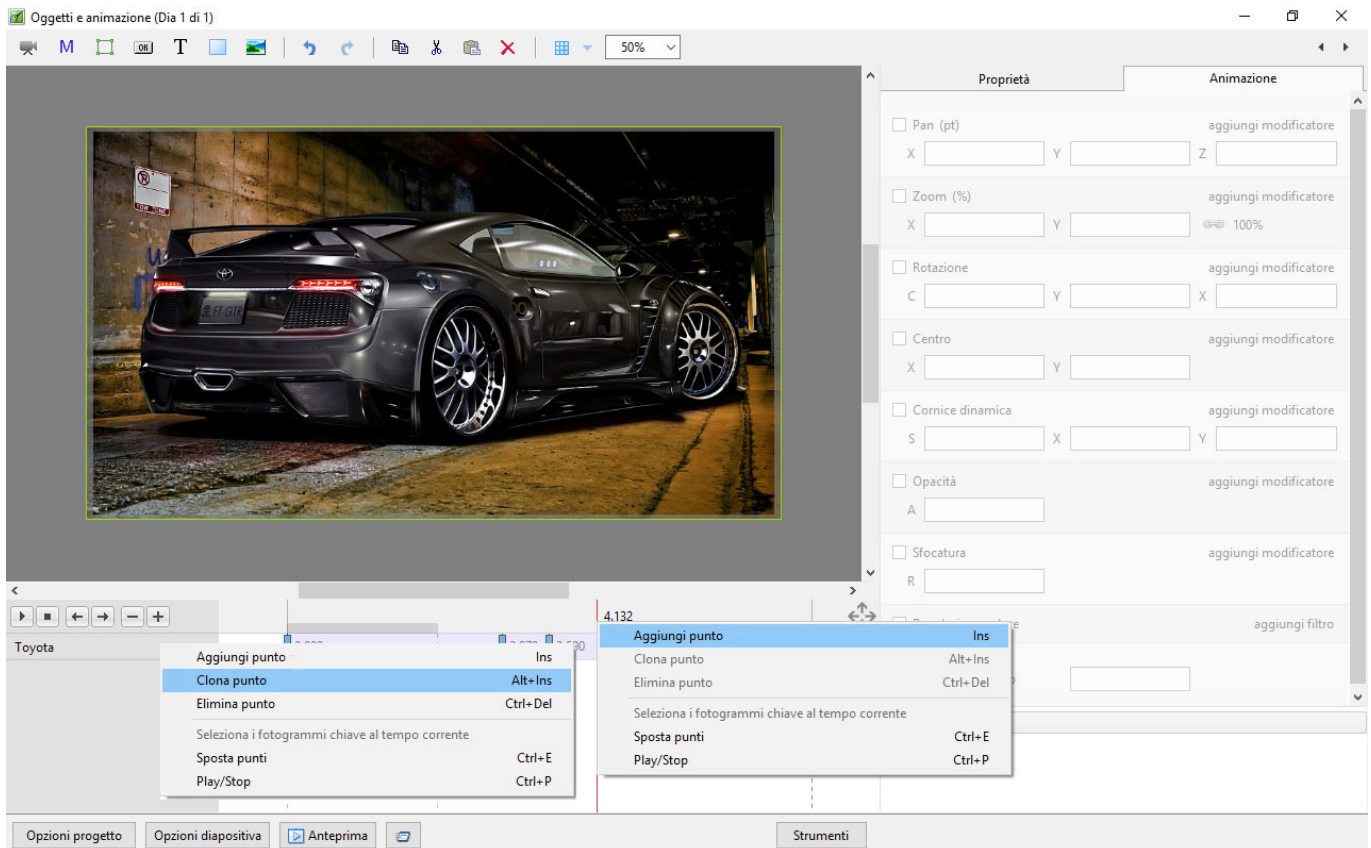 Oggetti e animazione (Dia 1 di 1)
M OK T 50%
Proprietà Animazione
Pan (pt) aggiungi modificatore
X Y Z
Zoom (%) aggiungi modificatore
X Y 100%
Rotazione aggiungi modificatore
C Y X
Centro aggiungi modificatore
X Y
Cornice dinamica aggiungi modificatore
S X Y
Opacità aggiungi modificatore
A
Sfocatura aggiungi modificatore
R
aggiungi filtro
TOW ZONE
FT-GTR
4.132
Toyota
Aggiungi punto Ins
Clona punto Alt+Ins
Elimina punto Ctrl+Del
Seleziona i fotogrammi chiave al tempo corrente
Sposta punti Ctrl+E
Play/Stop Ctrl+P
Aggiungi punto Ins
Clona punto Alt+Ins
Elimina punto Ctrl+Del
Seleziona i fotogrammi chiave al tempo corrente
Sposta punti Ctrl+E
Play/Stop Ctrl+P
Opzioni progetto Opzioni diapositiva Anteprima Strumenti